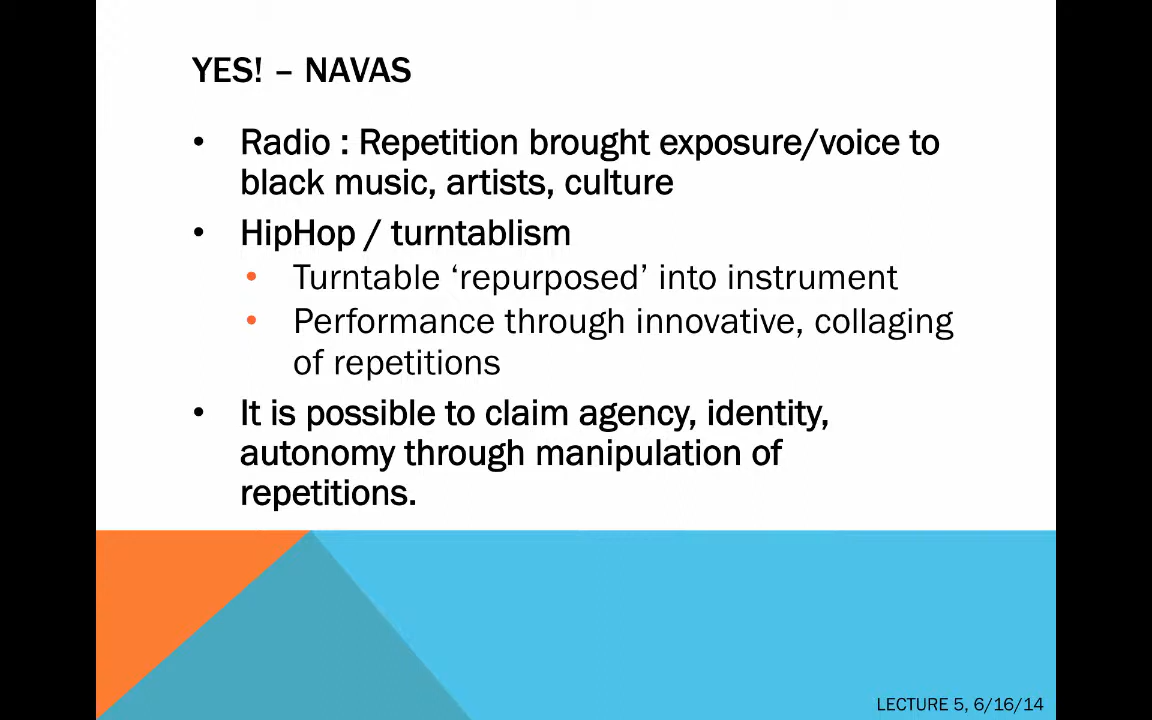 YES! – NAVAS
• Radio : Repetition brought exposure/voice to
black music, artists, culture
• HipHop / turntablism
• Turntable ‘repurposed’ into instrument
• Performance through innovative, collaging
of repetitions
• It is possible to claim agency, identity,
autonomy through manipulation of
repetitions.
LECTURE 5, 6/16/14